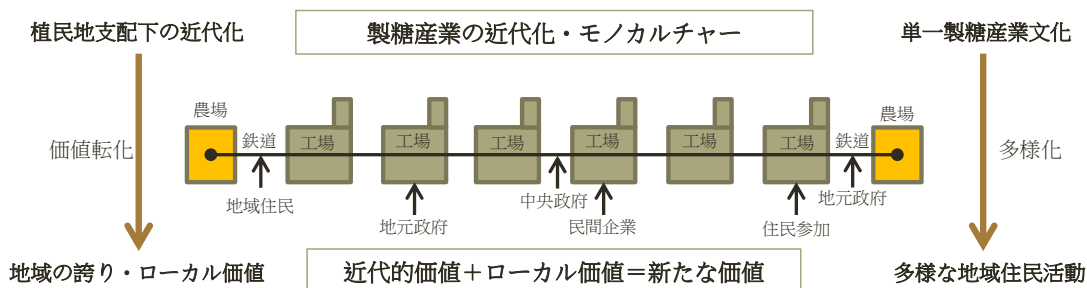 植民地支配下の近代化
製糖産業の近代化・モノカルチャー
単一製糖産業文化
農場
農場
鉄道
工場
工場
工場
工場
工場
工場
鉄道
価値転化
多様化
地域住民
地元政府
中央政府
民間企業
住民参加
地元政府
地域の誇り・ローカル価値
近代的価値＋ローカル価値＝新たな価値
多様な地域住民活動